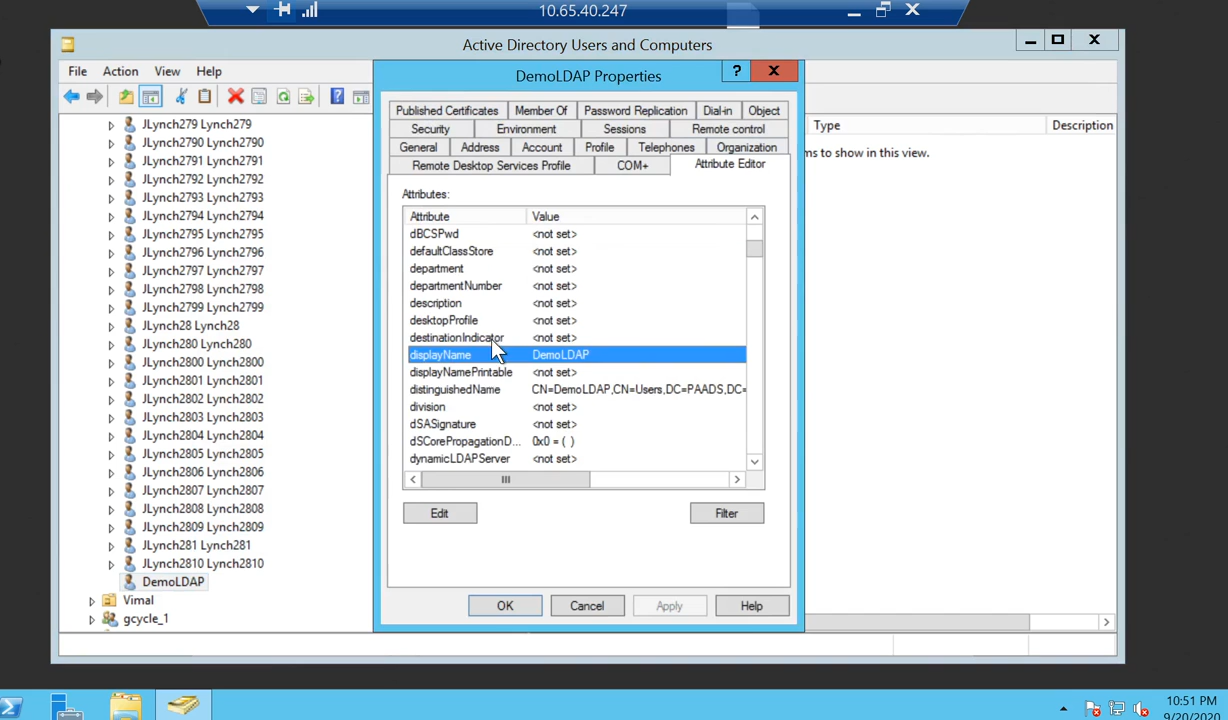 10.65.40.247
Active Directory Users and Computers
File Action View Help
JLynch279 Lynch279
JLynch2790 Lynch2790
JLynch2791 Lynch2791
JLynch2792 Lynch2792
JLynch2793 Lynch2793
JLynch2794 Lynch2794
JLynch2795 Lynch2795
JLynch2796 Lynch2796
JLynch2797 Lynch2797
JLynch2798 Lynch2798
JLynch2799 Lynch2799
JLynch28 Lynch28
JLynch280 Lynch280
JLynch2800 Lynch2800
JLynch2801 Lynch2801
JLynch2802 Lynch2802
JLynch2803 Lynch2803
JLynch2804 Lynch2804
JLynch2805 Lynch2805
JLynch2806 Lynch2806
JLynch2807 Lynch2807
JLynch2808 Lynch2808
JLynch2809 Lynch2809
JLynch281 Lynch281
JLynch2810 Lynch2810
DemoLDAP
Vimal
gcycle_1
DemoLDAP Properties
?
Published Certificates Member Of Password Replication Dial-in Object
Security Environment Sessions Remote control
General Address Account Profile Telephones Organization
Remote Desktop Services Profile COM+ Attribute Editor
Attributes:
Attribute Value
dBCSPwd <not set>
defaultClassStore <not set>
department <not set>
departmentNumber <not set>
description <not set>
desktopProfile <not set>
destinationIndicator <not set>
displayName DemoLDAP
displayNamePrintable <not set>
distinguishedName CN=DemoLDAP,CN=Users,DC=PAADS,DC=
division <not set>
dSASignature <not set>
dSCorePropagationD... 0x0 = ( )
dynamicLDAPServer <not set>
Edit Filter
OK Cancel Apply Help
Type Description
ms to show in this view.
10:51 PM
9/20/2020